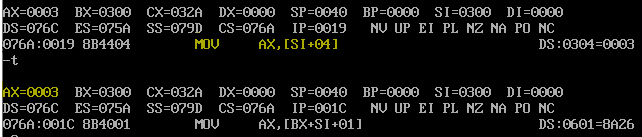 AX=0003  BX=0300  CX=032A  DX=0000  SP=0040  BP=0000  SI=0300  DI=0000
DS=076C  ES=075A  SS=079D  CS=076A  IP=0019   NV UP EI PL NZ NA PO NC
076A:0019 8B4404        MOV     AX,[SI+04]                         DS:0304=0003
-t
AX=0003  BX=0300  CX=032A  DX=0000  SP=0040  BP=0000  SI=0300  DI=0000
DS=076C  ES=075A  SS=079D  CS=076A  IP=001C   NV UP EI PL NZ NA PO NC
076A:001C 8B4001        MOV     AX,[BX+SI+01]                      DS:0601=8A26